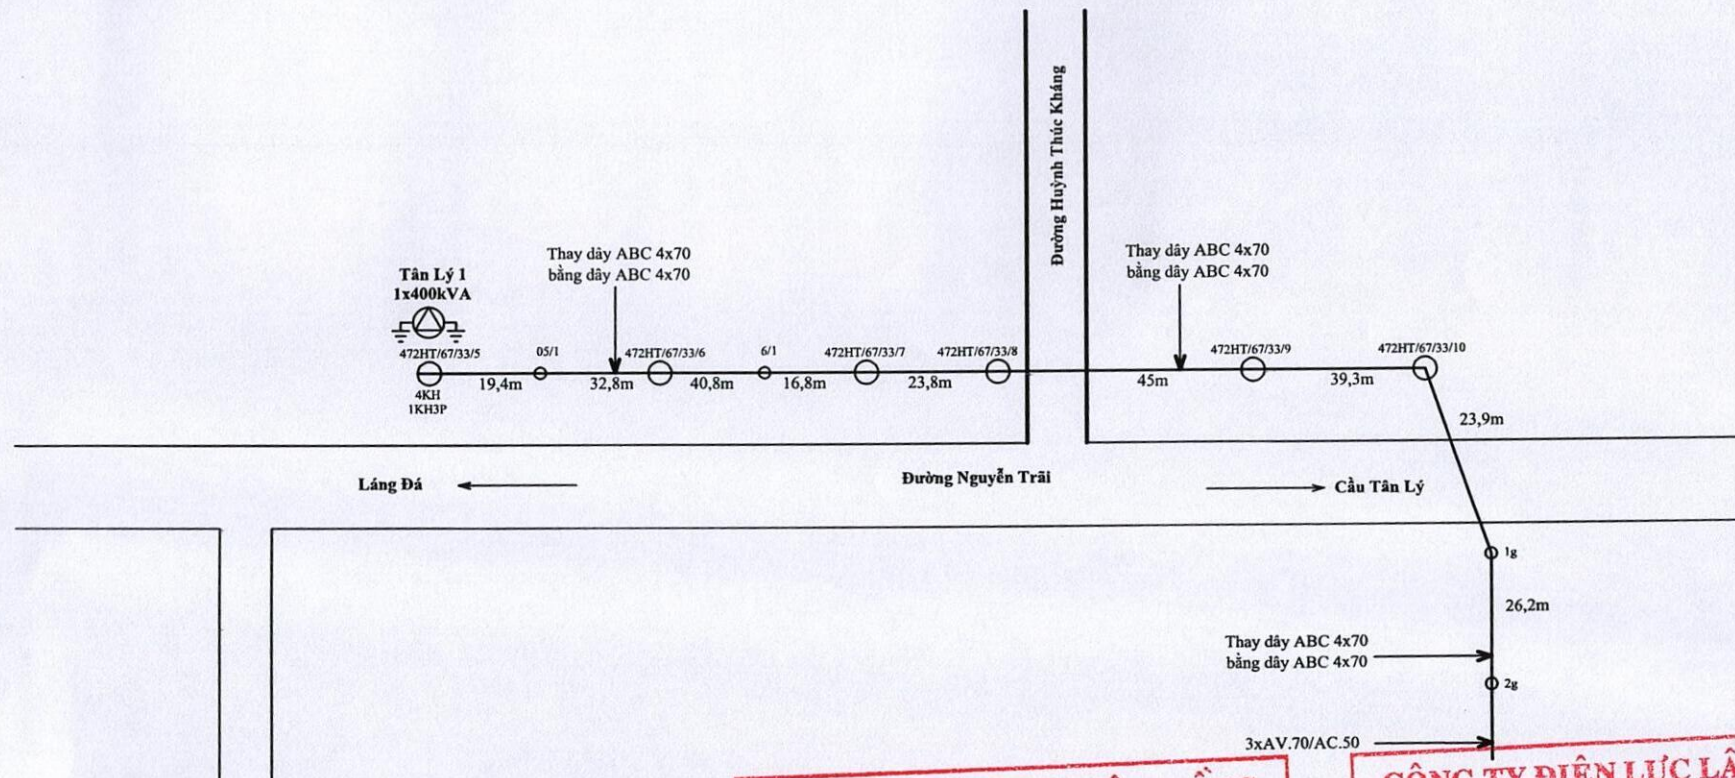 Đường Huỳnh Thúc Kháng
Thay dây ABC 4x70
bằng dây ABC 4x70
Thay dây ABC 4x70
bằng dây ABC 4x70
Tân Lý 1
1x400kVA
472HT/67/33/5
05/1
472HT/67/33/6
6/1
472HT/67/33/7
472HT/67/33/8
472HT/67/33/9
472HT/67/33/10
19,4m
32,8m
40,8m
16,8m
23,8m
45m
39,3m
4KH
1KH3P
23,9m
Láng Đá
Đường Nguyễn Trãi
Cầu Tân Lý
1g
26,2m
Thay dây ABC 4x70
bằng dây ABC 4x70
2g
3xAV.70/AC.50
CÔNG TY ĐIỆN LỰC